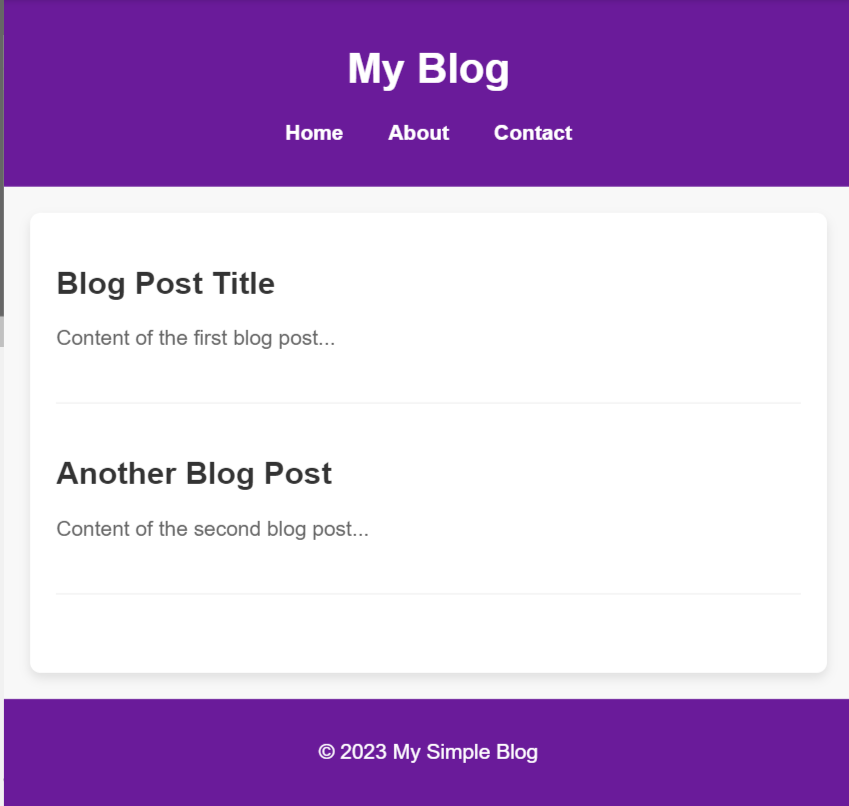 My Blog
Home About Contact
Blog Post Title
Content of the first blog post...
Another Blog Post
Content of the second blog post...
© 2023 My Simple Blog